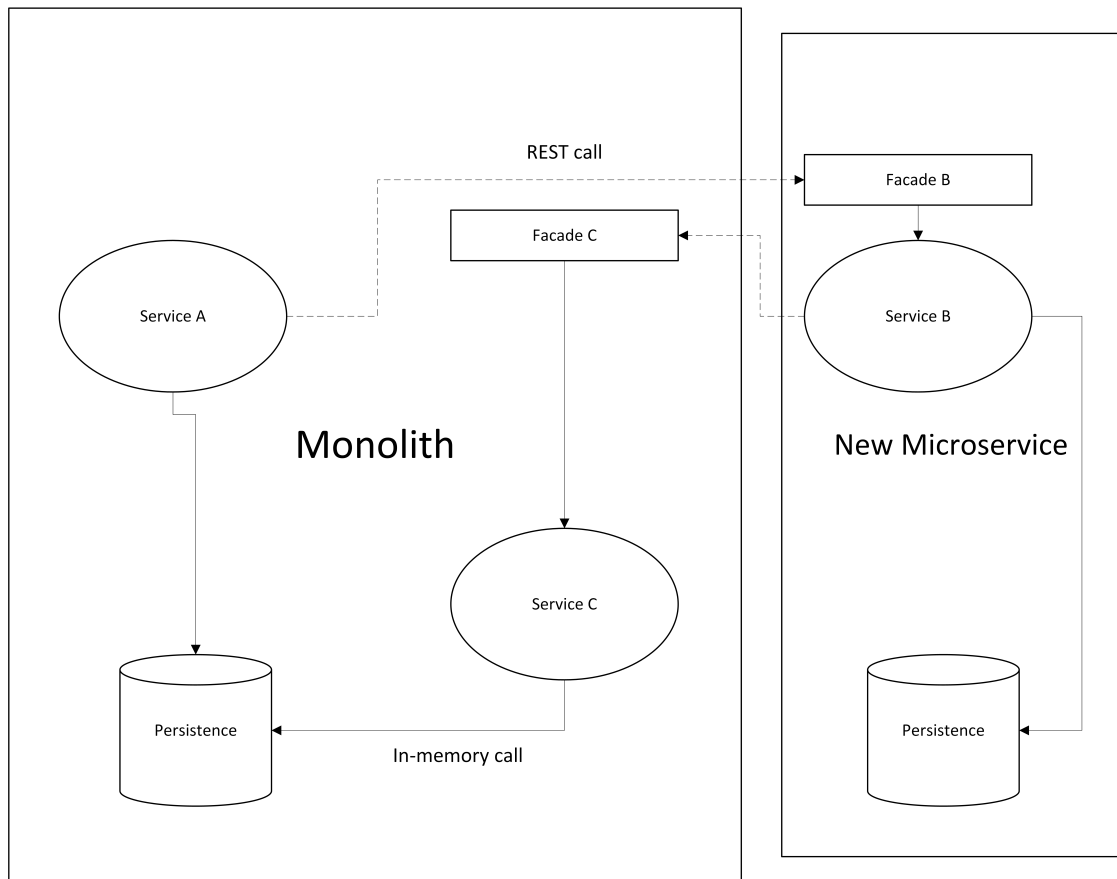 REST call
Facade B
Facade C
Service A
Service B
Monolith
New Microservice
Service C
Persistence
Persistence
In-memory call